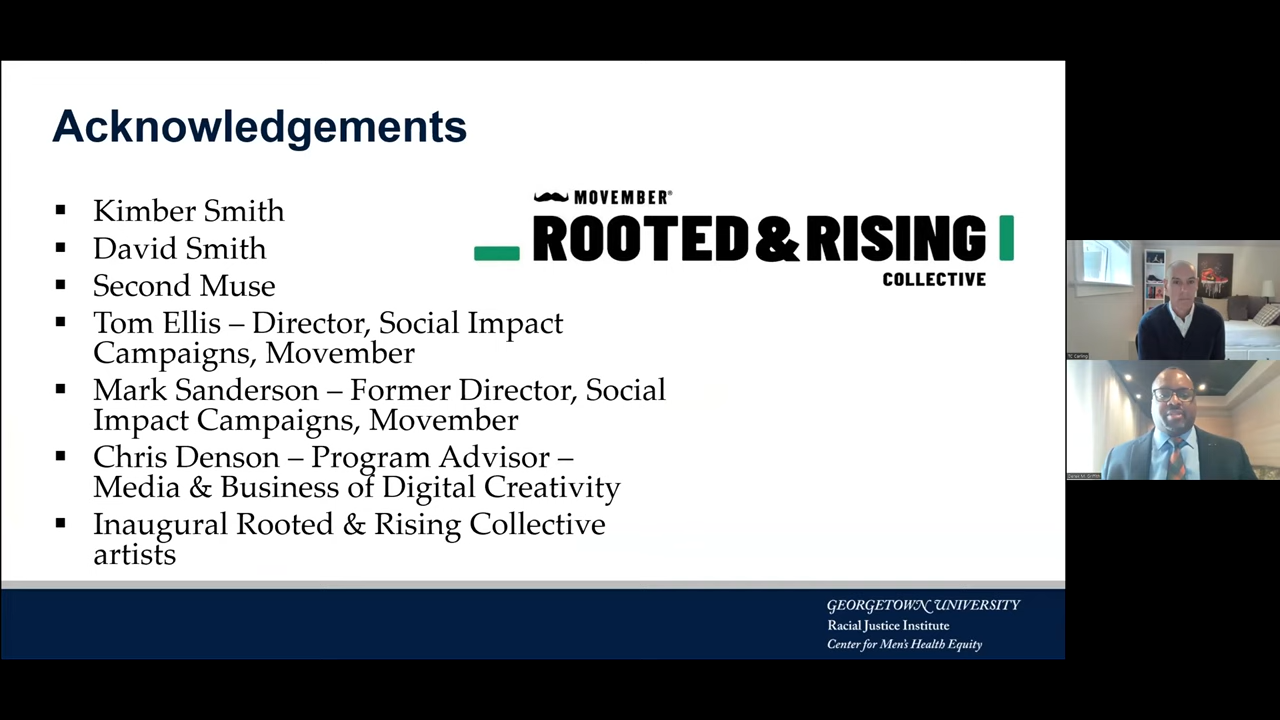 Acknowledgements
▪ Kimber Smith
▪ David Smith
▪ Second Muse
▪ Tom Ellis – Director, Social Impact
Campaigns, Movember
▪ Mark Sanderson – Former Director, Social
Impact Campaigns, Movember
▪ Chris Denson – Program Advisor –
Media & Business of Digital Creativity
▪ Inaugural Rooted & Rising Collective
artists
MOVEMBER®
ROOTED & RISING
COLLECTIVE
GEORGETOWN UNIVERSITY
Racial Justice Institute
Center for Men's Health Equity
TC Carling